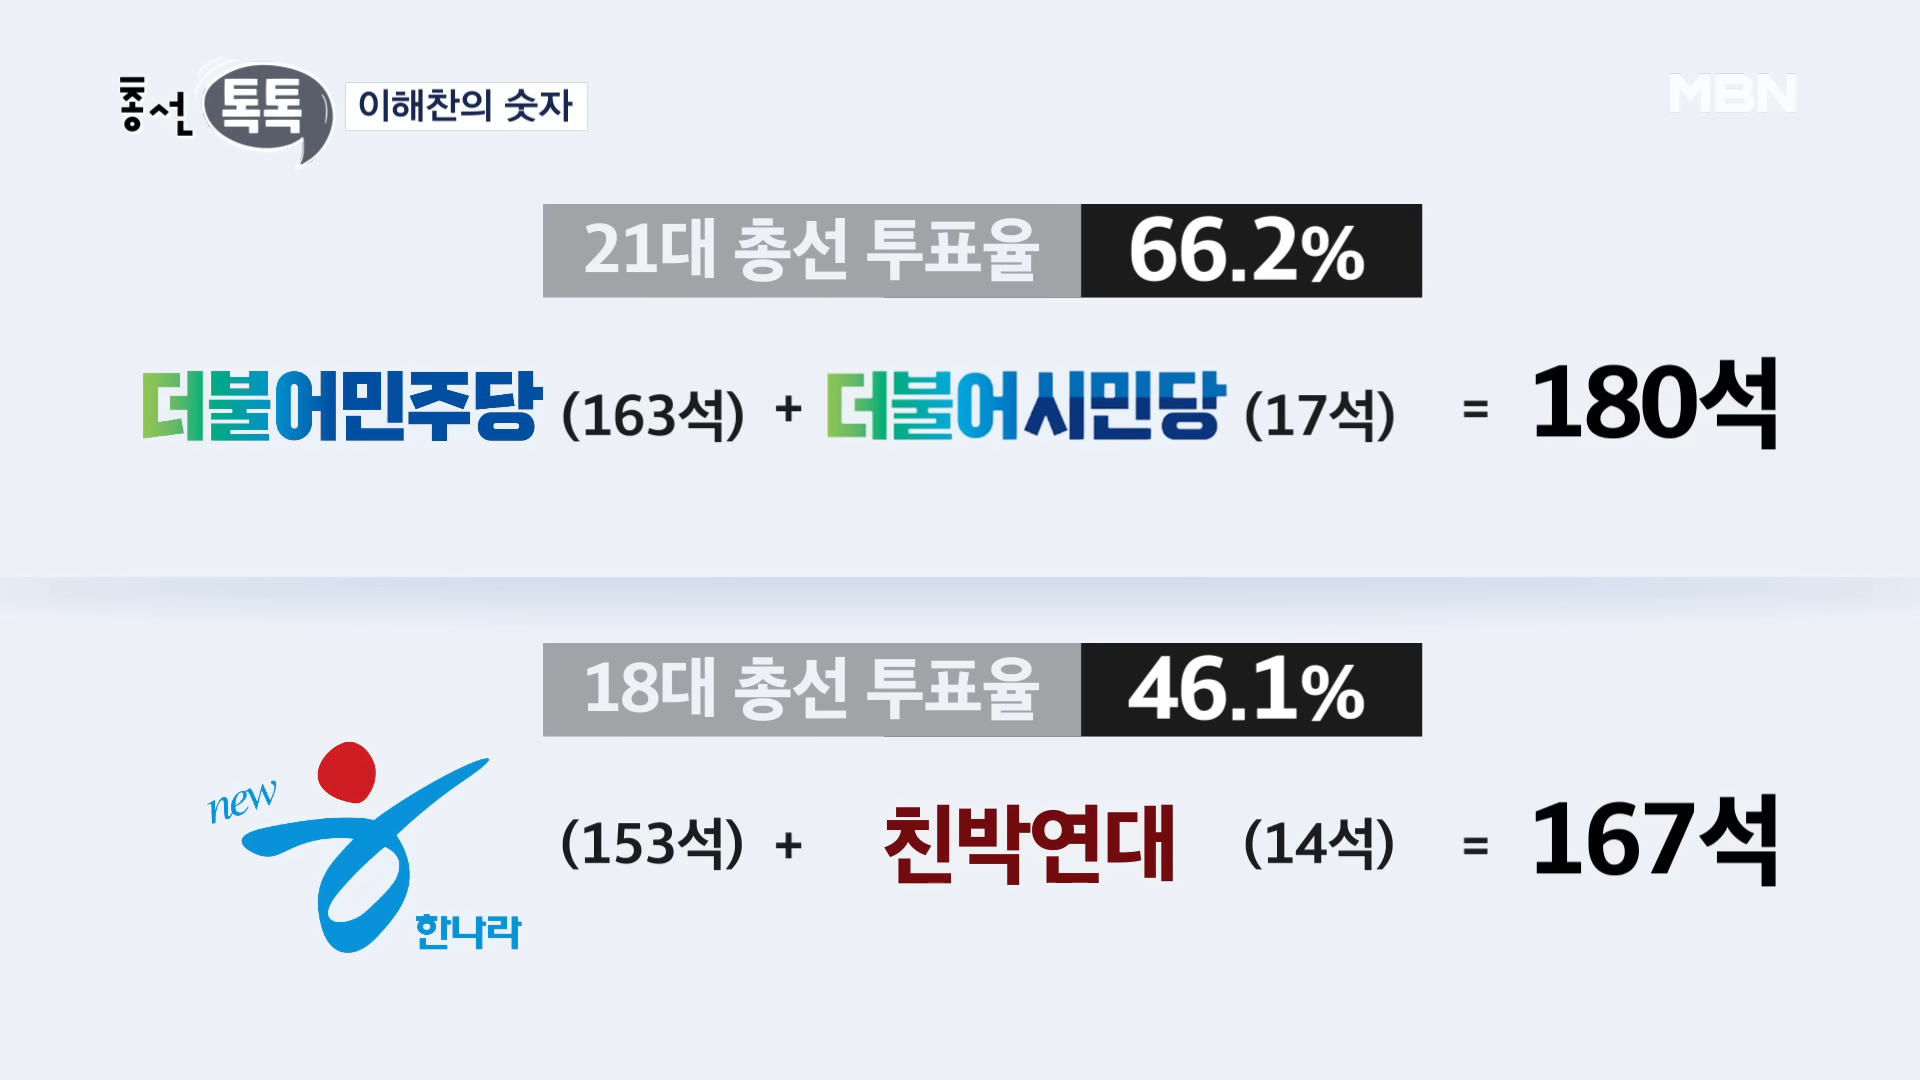 총선 톡톡 이해찬의 숫자
MBN
21대 총선 투표율 66.2%
더불어민주당 (163석) + 더불어시민당 (17석) = 180석
18대 총선 투표율 46.1%
new
한나라 (153석) + 친박연대 (14석) = 167석